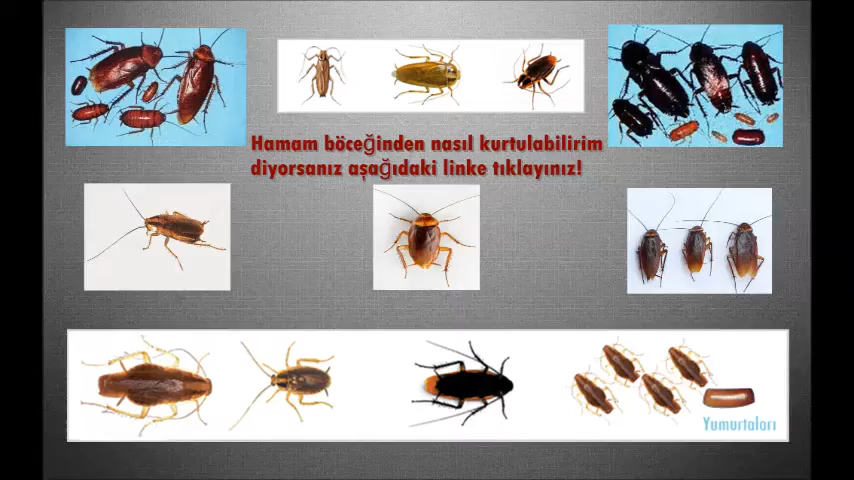 Hamam böceğinden nasıl kurtulabilirim
diyorsanız aşağıdaki linke tıklayınız!
Yumurtaları